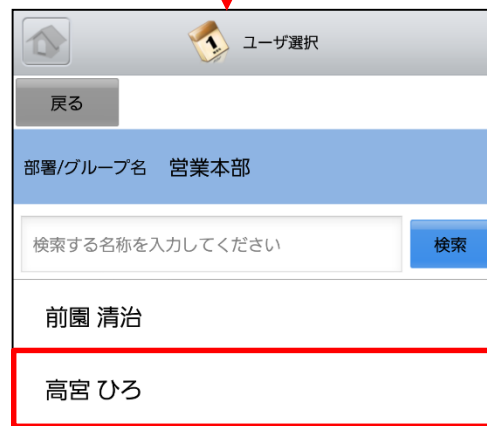 1
ユーザ選択
戻る
部署/グループ名 営業本部
検索する名称を入力してください 検索
前園 清治
高宮 ひろ